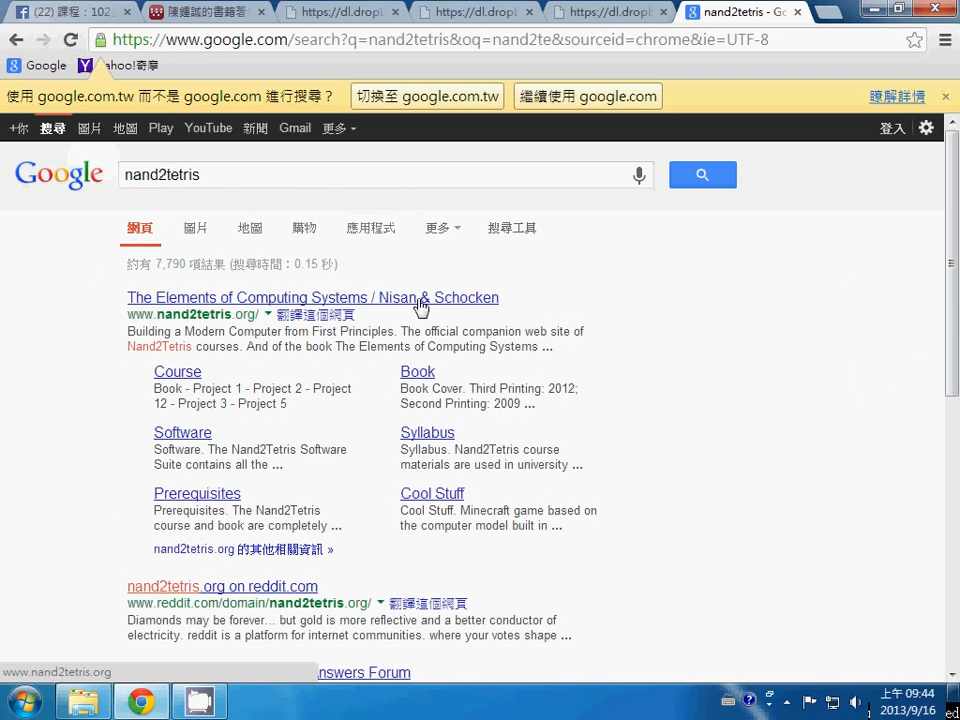 (22) 課程：102
陳鍾誠的書籍著
https://dl.dropl
https://dl.dropl
https://dl.dropl
nand2tetris - Go
https://www.google.com/search?q=nand2tetris&oq=nand2te&sourceid=chrome&ie=UTF-8
Google
ahoo!奇摩
使用 google.com.tw 而不是 google.com 進行搜尋？
切換至 google.com.tw
繼續使用 google.com
瞭解詳情
+你 搜尋 圖片 地圖 Play YouTube 新聞 Gmail 更多
登入
Google
nand2tetris
網頁 圖片 地圖 購物 應用程式 更多 搜尋工具
約有 7,790 項結果 (搜尋時間：0.15 秒)
The Elements of Computing Systems / Nisan & Schocken
www.nand2tetris.org/ 翻譯這個網頁
Building a Modern Computer from First Principles. The official companion web site of
Nand2Tetris courses. And of the book The Elements of Computing Systems ...
Course
Book - Project 1 - Project 2 - Project
12 - Project 3 - Project 5
Book
Book Cover. Third Printing: 2012;
Second Printing: 2009 ...
Software
Software. The Nand2Tetris Software
Suite contains all the ...
Syllabus
Syllabus. Nand2Tetris course
materials are used in university ...
Prerequisites
Prerequisites. The Nand2Tetris
course and book are completely ...
Cool Stuff
Cool Stuff. Minecraft game based on
the computer model built in ...
nand2tetris.org 的其他相關資訊 »
nand2tetris.org on reddit.com
www.reddit.com/domain/nand2tetris.org/ 翻譯這個網頁
Diamonds may be forever... but gold is more reflective and a better conductor of
electricity. reddit is a platform for internet communities. where your votes shape ...
nswers Forum
www.nand2tetris.org
上午 09:44
2013/9/16